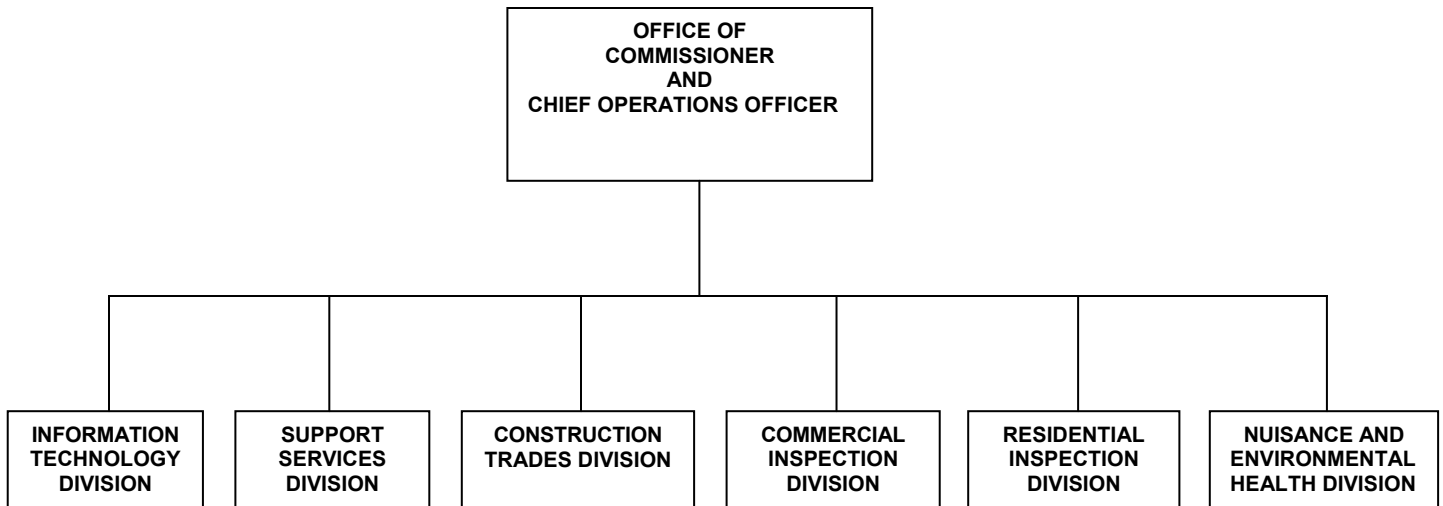 OFFICE OF
COMMISSIONER
AND
CHIEF OPERATIONS OFFICER
INFORMATION
TECHNOLOGY
DIVISION
SUPPORT
SERVICES
DIVISION
CONSTRUCTION
TRADES DIVISION
COMMERCIAL
INSPECTION
DIVISION
RESIDENTIAL
INSPECTION
DIVISION
NUISANCE AND
ENVIRONMENTAL
HEALTH DIVISION